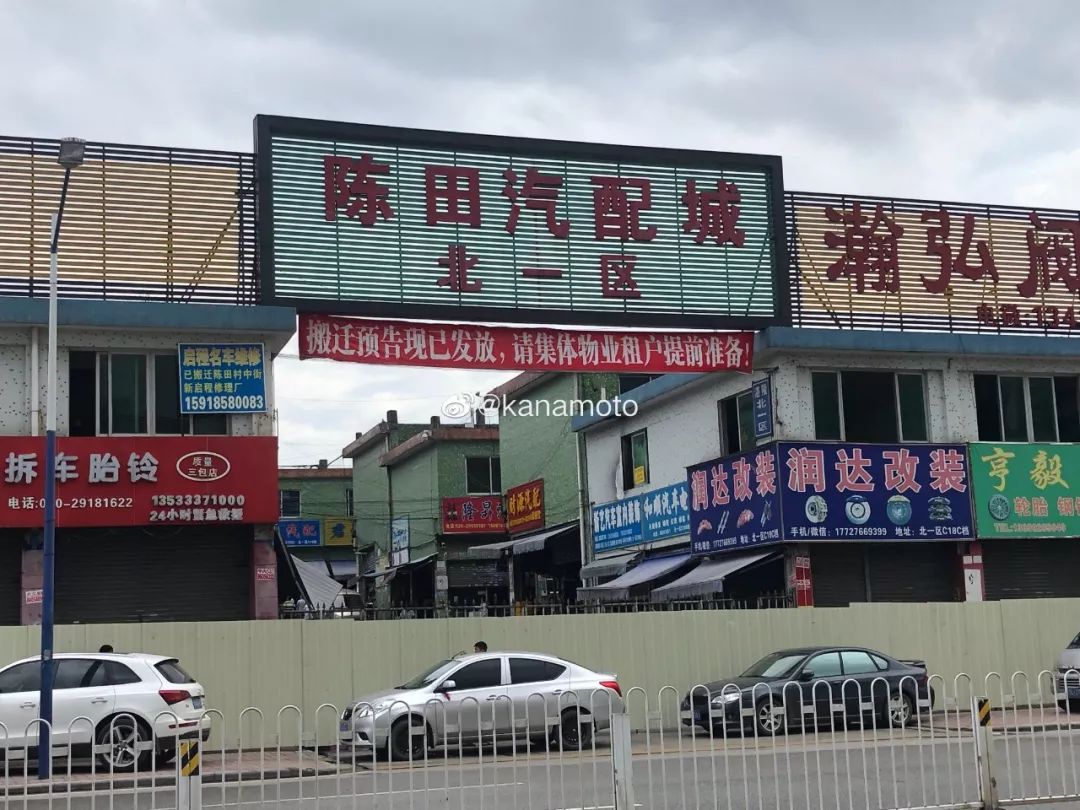 陈田汽配城
北一区
瀚弘阀
搬迁预告现已发放,请集体物业租户提前准备!
启程名车维修
已搬迁陈田村中街
新启程修理厂
15918580083
@kanamoto
拆车胎铃
质量
三包店
电话:020-29181622
13533371000
24小时紧急救援
隆昌
润达改装
润达改装
手机/微信:17727669399
地址:北一区C18C档
亨毅
轮胎